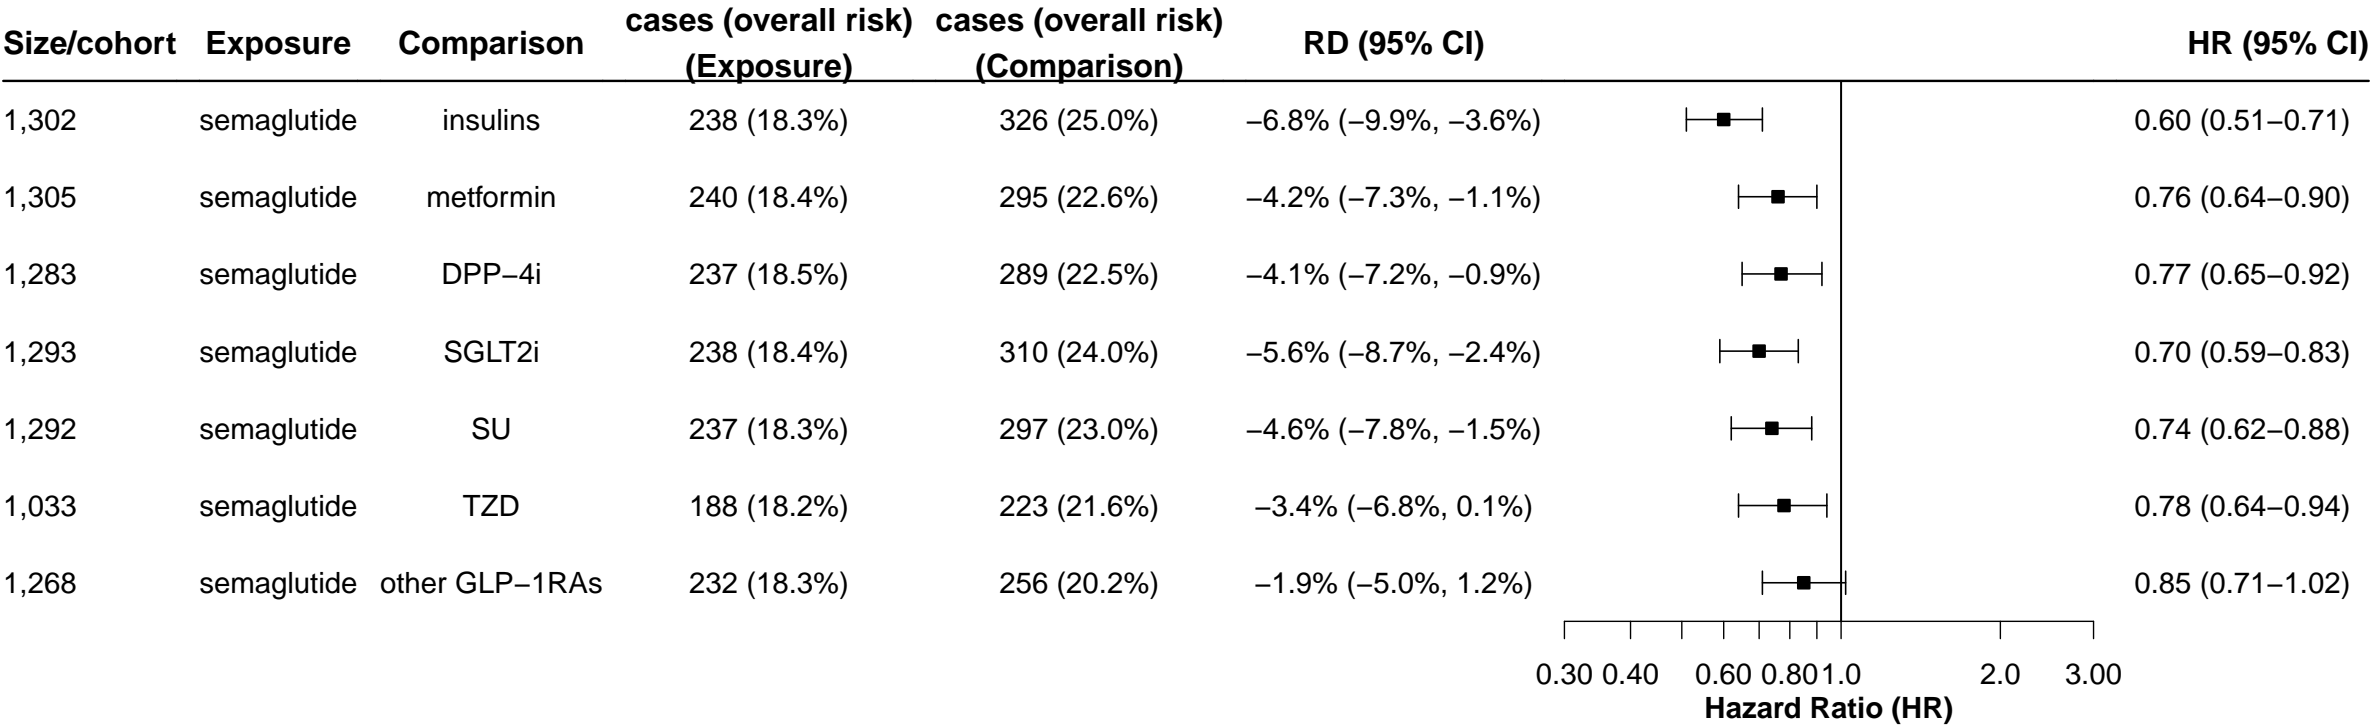 Size/cohort Exposure Comparison cases (overall risk) (Exposure) cases (overall risk) (Comparison) RD (95% CI) HR (95% CI)
1,302 semaglutide insulins 238 (18.3%) 326 (25.0%) −6.8% (−9.9%, −3.6%) 0.60 (0.51−0.71)
1,305 semaglutide metformin 240 (18.4%) 295 (22.6%) −4.2% (−7.3%, −1.1%) 0.76 (0.64−0.90)
1,283 semaglutide DPP−4i 237 (18.5%) 289 (22.5%) −4.1% (−7.2%, −0.9%) 0.77 (0.65−0.92)
1,293 semaglutide SGLT2i 238 (18.4%) 310 (24.0%) −5.6% (−8.7%, −2.4%) 0.70 (0.59−0.83)
1,292 semaglutide SU 237 (18.3%) 297 (23.0%) −4.6% (−7.8%, −1.5%) 0.74 (0.62−0.88)
1,033 semaglutide TZD 188 (18.2%) 223 (21.6%) −3.4% (−6.8%, 0.1%) 0.78 (0.64−0.94)
1,268 semaglutide other GLP−1RAs 232 (18.3%) 256 (20.2%) −1.9% (−5.0%, 1.2%) 0.85 (0.71−1.02)
0.30 0.40 0.60 0.80 1.0 2.0 3.00
Hazard Ratio (HR)